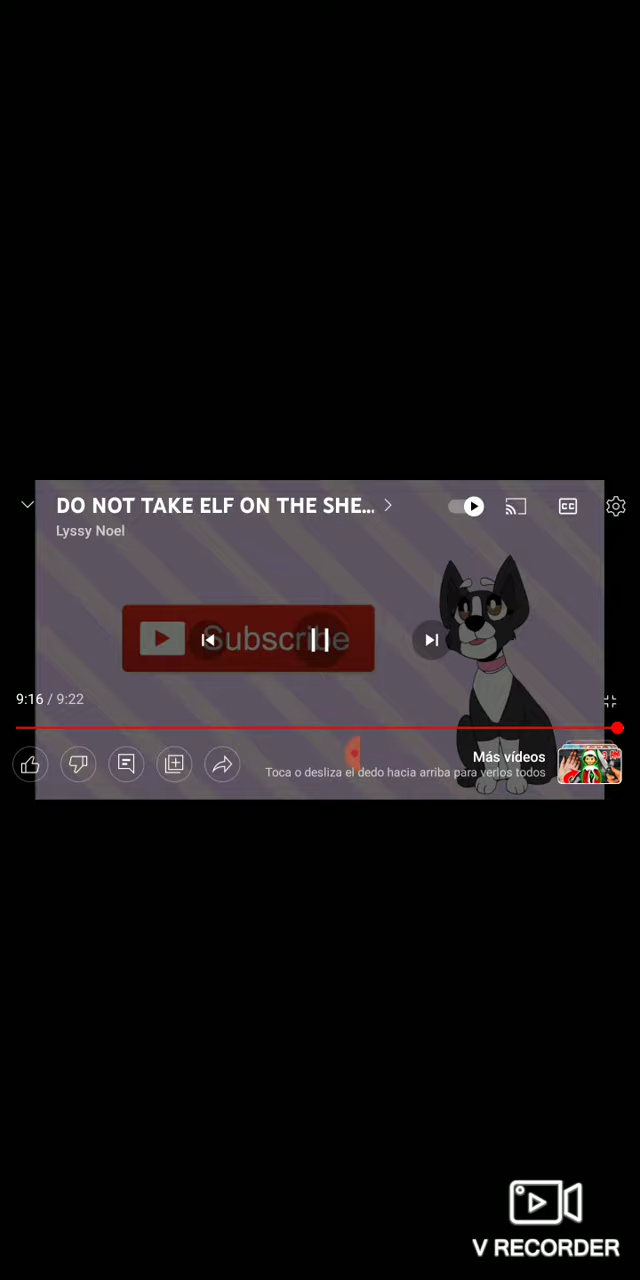 DO NOT TAKE ELF ON THE SHE...
Lyssy Noel
Subscribe
9:16 / 9:22
Más vídeos
Toca o desliza el dedo hacia arriba para verlos todos
V RECORDER